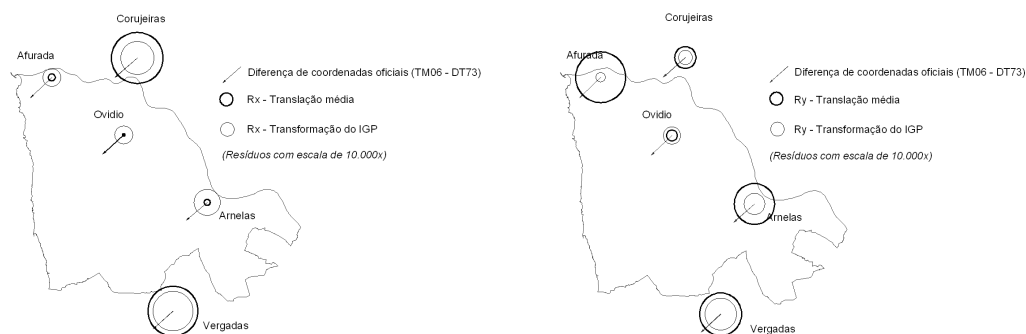 Corujeiras
Afurada
Diferença de coordenadas oficiais (TM06 - DT73)
Rx - Translação média
Ovidio
Rx - Transformação do IGP
(Resíduos com escala de 10.000x)
Arnelas
Vergadas
Corujeiras
Afurada
Diferença de coordenadas oficiais (TM06 - DT73)
Ry - Translação média
Ovidio
Ry - Transformação do IGP
(Resíduos com escala de 10.000x)
Arnelas
Vergadas